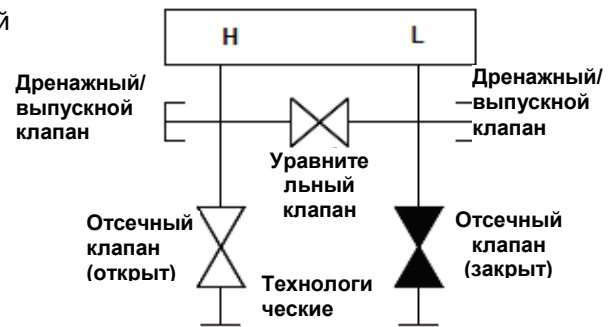 й
H L
Дренажный/
выпускной
клапан
Дренажный/
выпускной
клапан
Уравните
льный
клапан
Отсечный
клапан
(открыт)
Отсечный
клапан
(закрыт)
Технологи
ческие